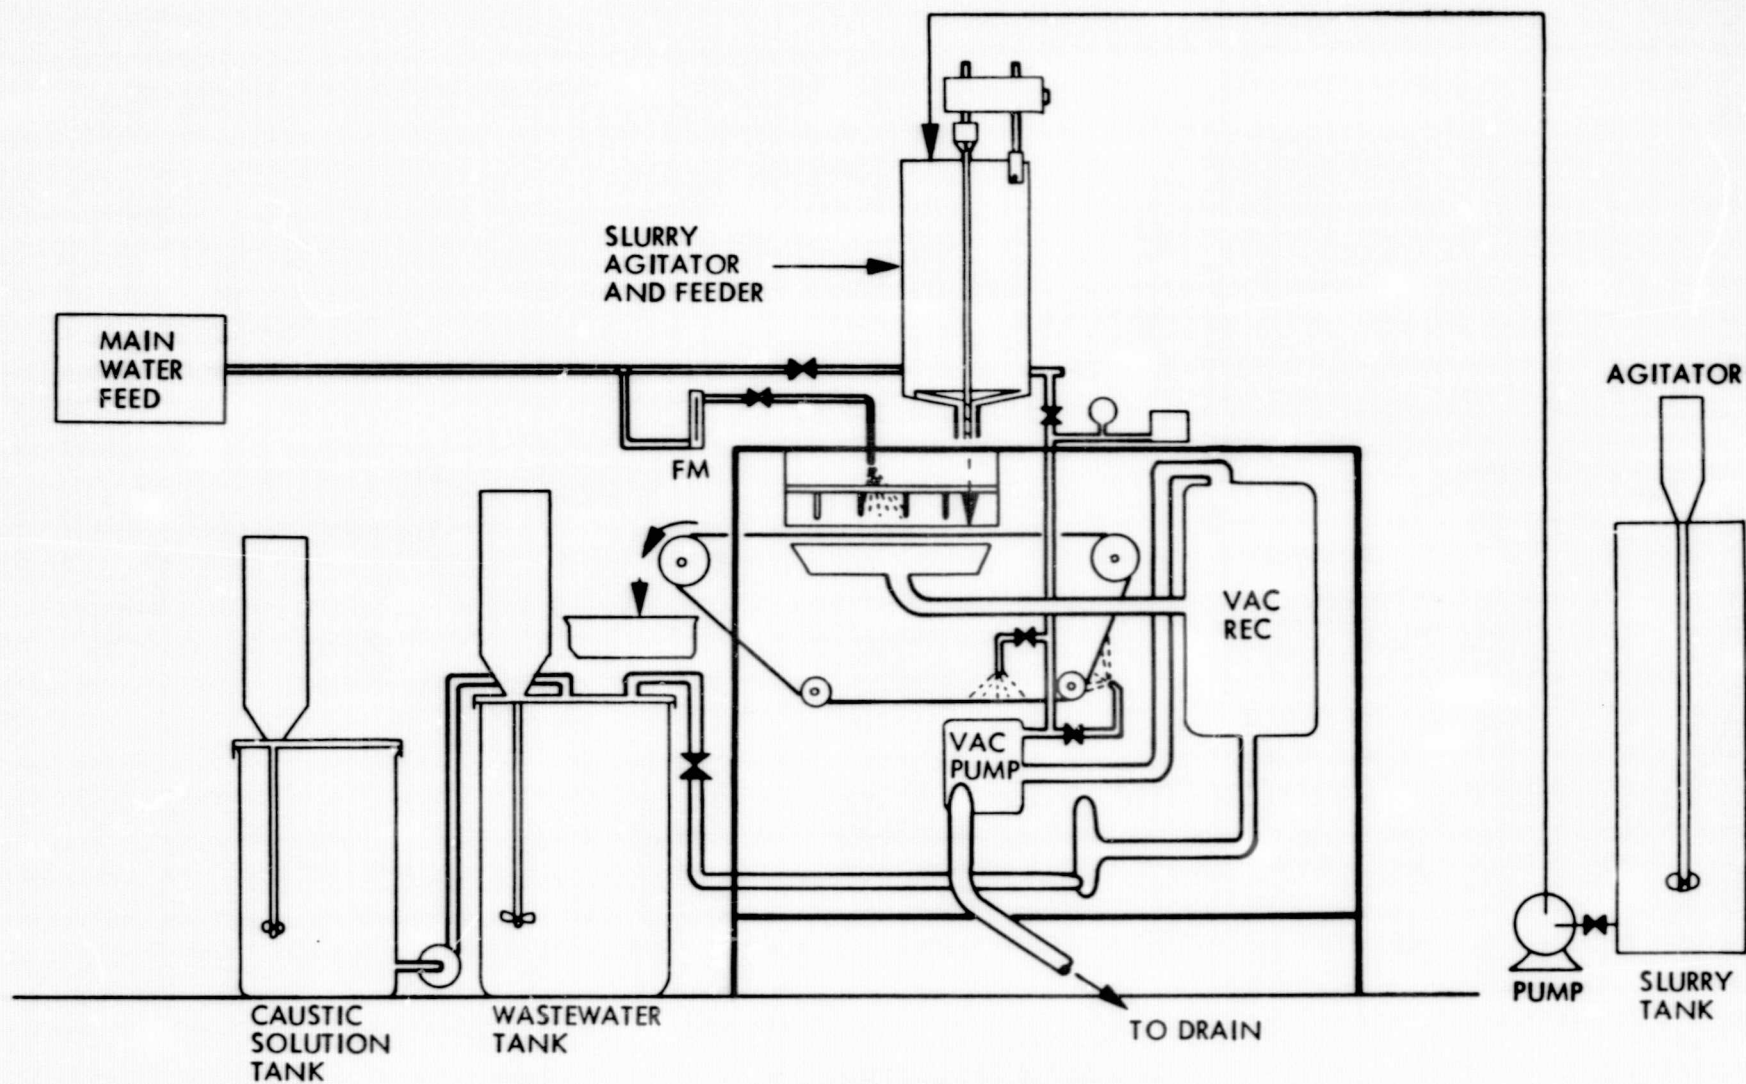 SLURRY
AGITATOR
AND FEEDER
MAIN
WATER
FEED
AGITATOR
FM
VAC
REC
VAC
PUMP
CAUSTIC
SOLUTION
TANK
WASTEWATER
TANK
TO DRAIN
PUMP
SLURRY
TANK